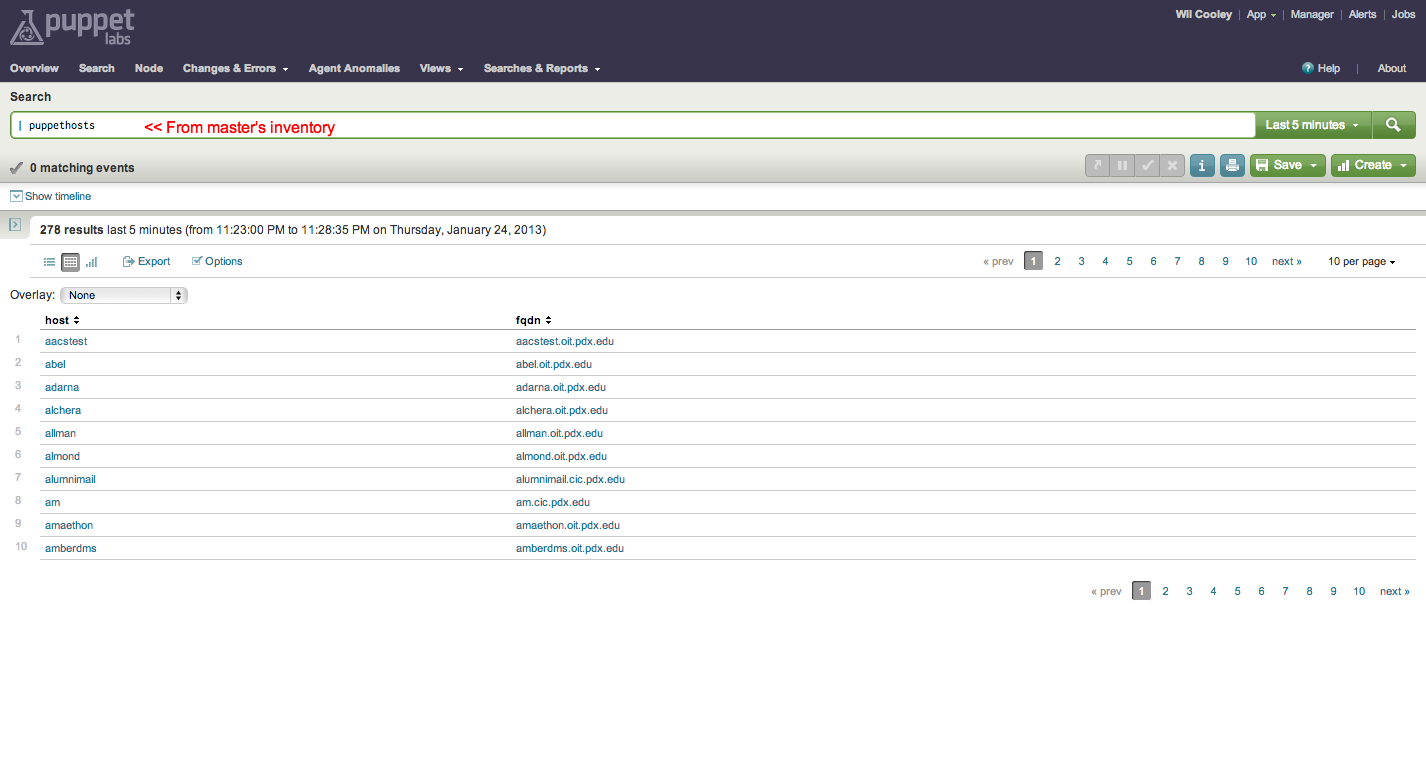 puppet labs
Wil Cooley | App | Manager | Alerts | Jobs
Overview Search Node Changes & Errors Agent Anomalies Views Searches & Reports ? Help | About
Search
| puppethosts << From master's inventory Last 5 minutes
0 matching events i Save Create
Show timeline
278 results last 5 minutes (from 11:23:00 PM to 11:28:35 PM on Thursday, January 24, 2013)
Export Options « prev 1 2 3 4 5 6 7 8 9 10 next » 10 per page
Overlay: None
host fqdn
1 aacstest aacstest.oit.pdx.edu
2 abel abel.oit.pdx.edu
3 adarna adarna.oit.pdx.edu
4 alchera alchera.oit.pdx.edu
5 allman allman.oit.pdx.edu
6 almond almond.oit.pdx.edu
7 alumnimail alumnimail.cic.pdx.edu
8 am am.cic.pdx.edu
9 amaethon amaethon.oit.pdx.edu
10 amberdms amberdms.oit.pdx.edu
« prev 1 2 3 4 5 6 7 8 9 10 next »